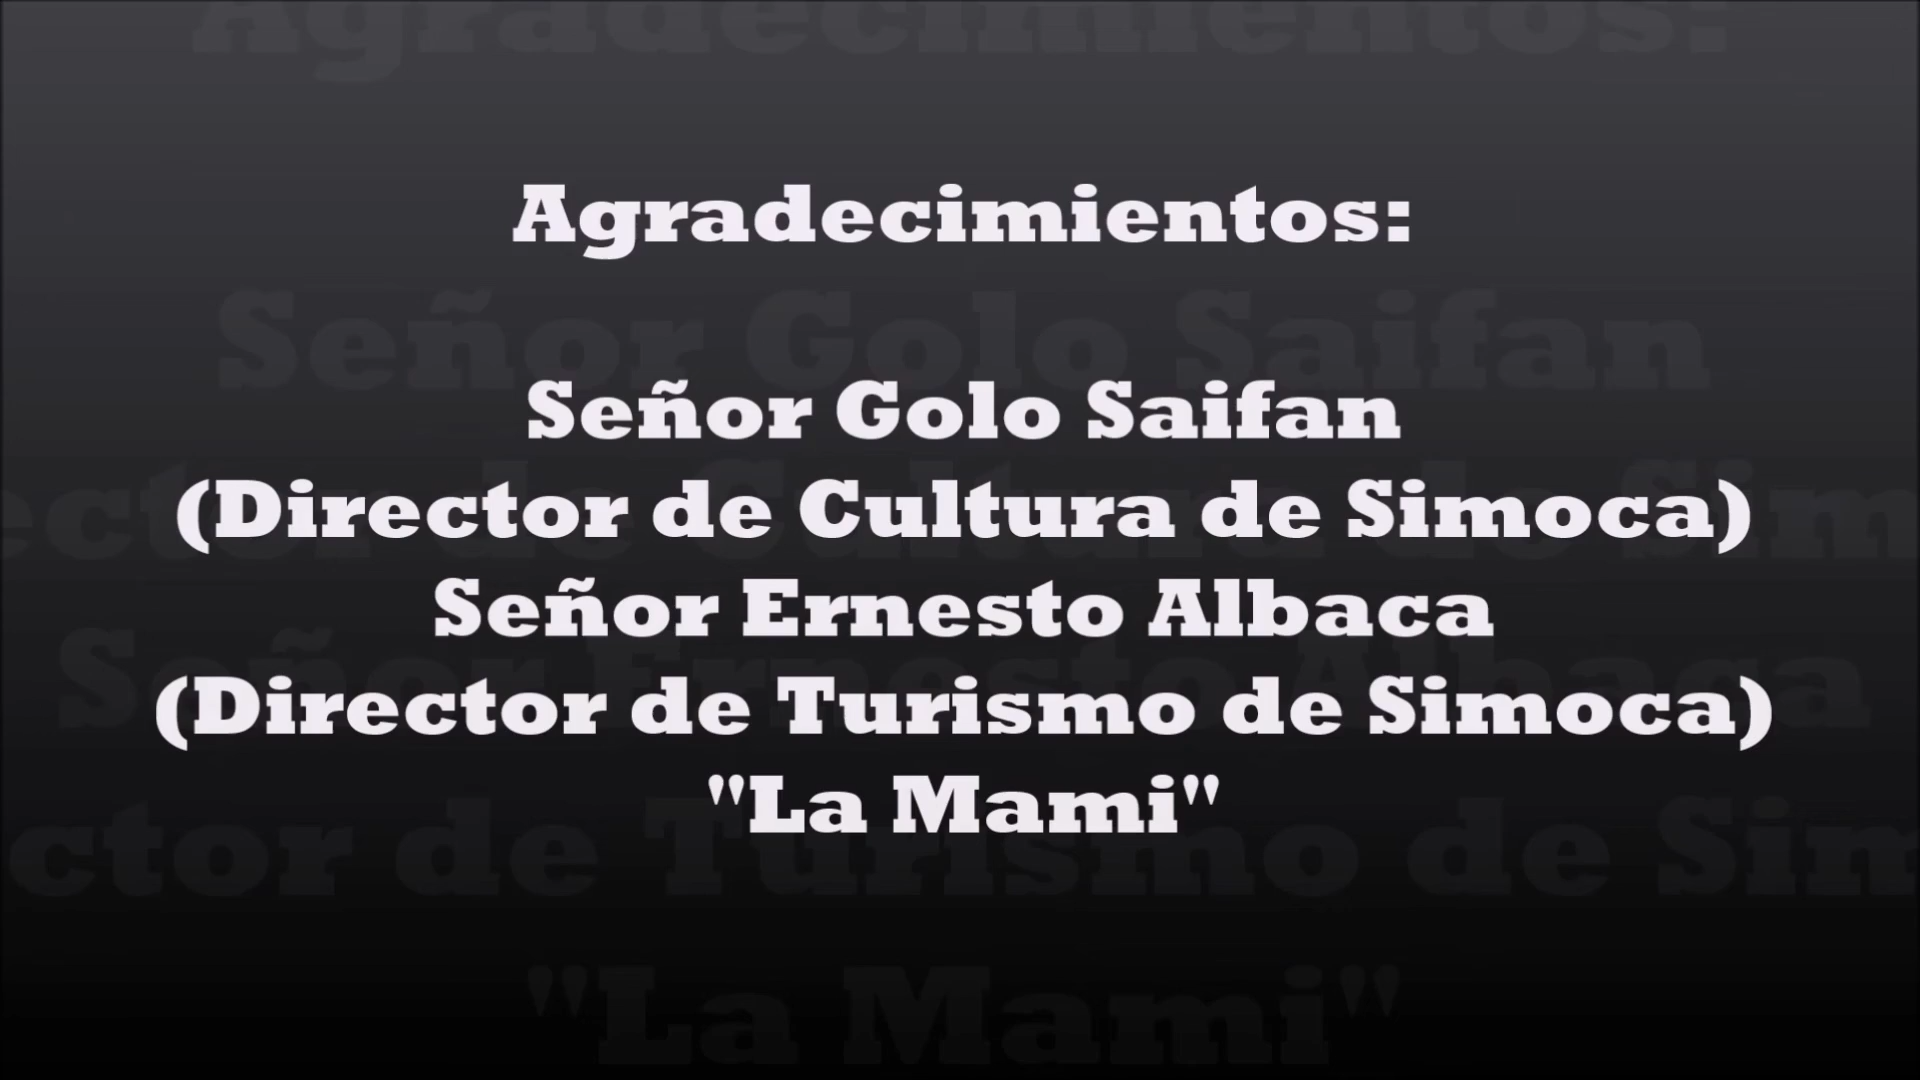 Agradecimientos:
Señor Golo Saifan
(Director de Cultura de Simoca)
Señor Ernesto Albaca
(Director de Turismo de Simoca)
"La Mami"